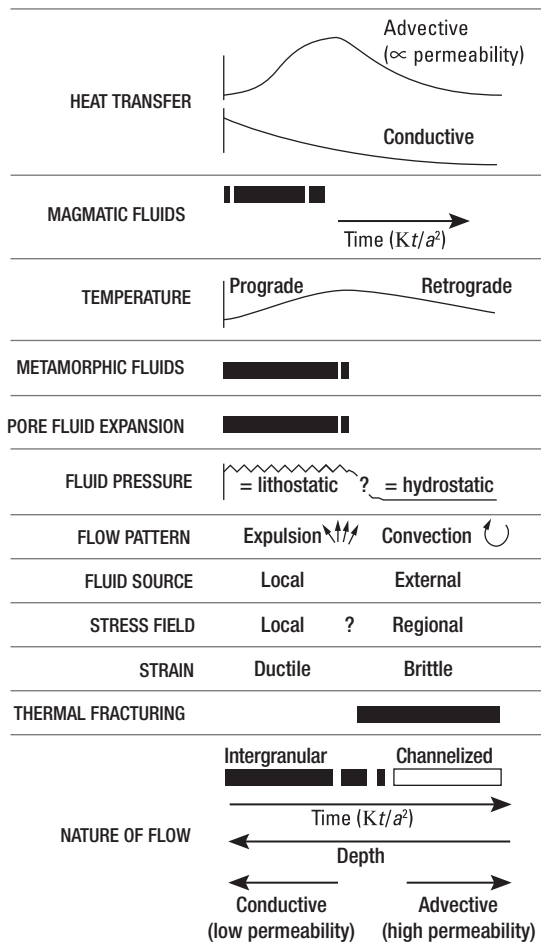 HEAT TRANSFER
Advective
(∝ permeability)
Conductive
MAGMATIC FLUIDS
Time (Kt/a²)
TEMPERATURE
Prograde Retrograde
METAMORPHIC FLUIDS
PORE FLUID EXPANSION
FLUID PRESSURE
= lithostatic ? = hydrostatic
FLOW PATTERN
Expulsion Convection
FLUID SOURCE
Local External
STRESS FIELD
Local ? Regional
STRAIN
Ductile Brittle
THERMAL FRACTURING
NATURE OF FLOW
Intergranular Channelized
Time (Kt/a²)
Depth
Conductive
(low permeability)
Advective
(high permeability)